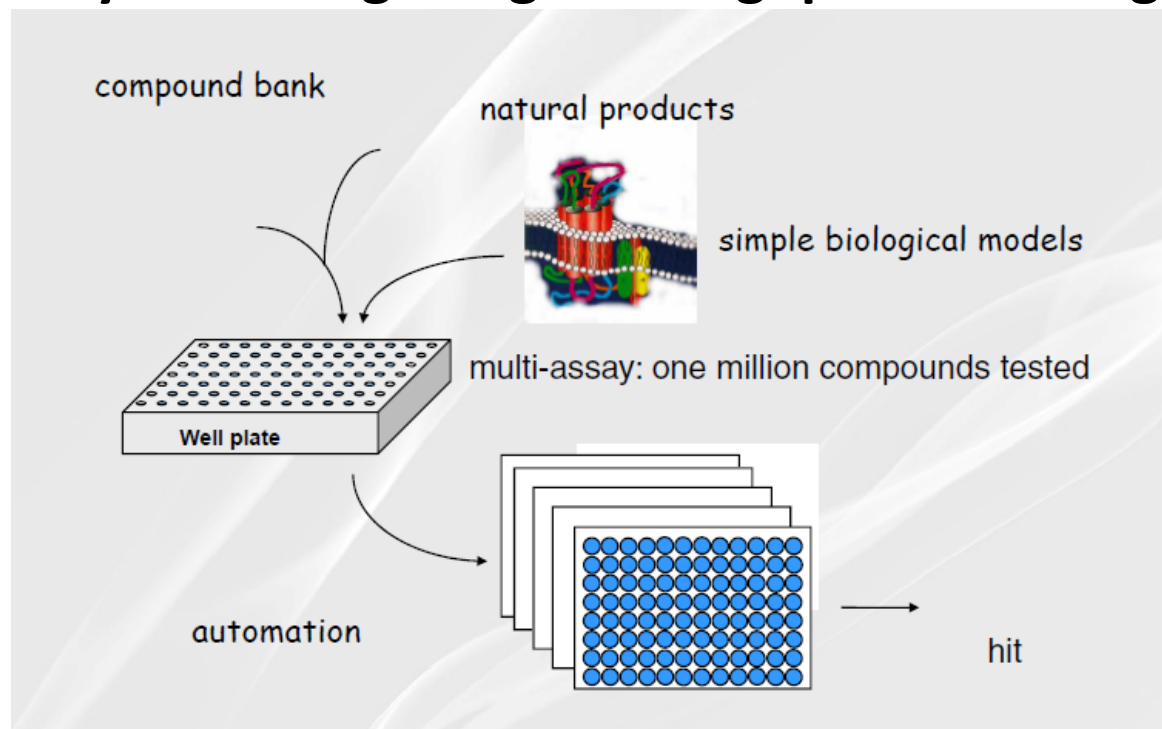 compound bank
natural products
simple biological models
multi-assay: one million compounds tested
Well plate
automation
hit